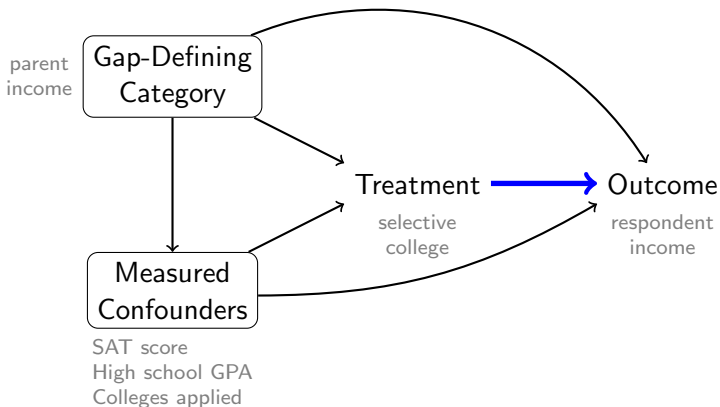 parent
income
Gap-Defining
Category
Treatment
selective
college
Outcome
respondent
income
Measured
Confounders
SAT score
High school GPA
Colleges applied